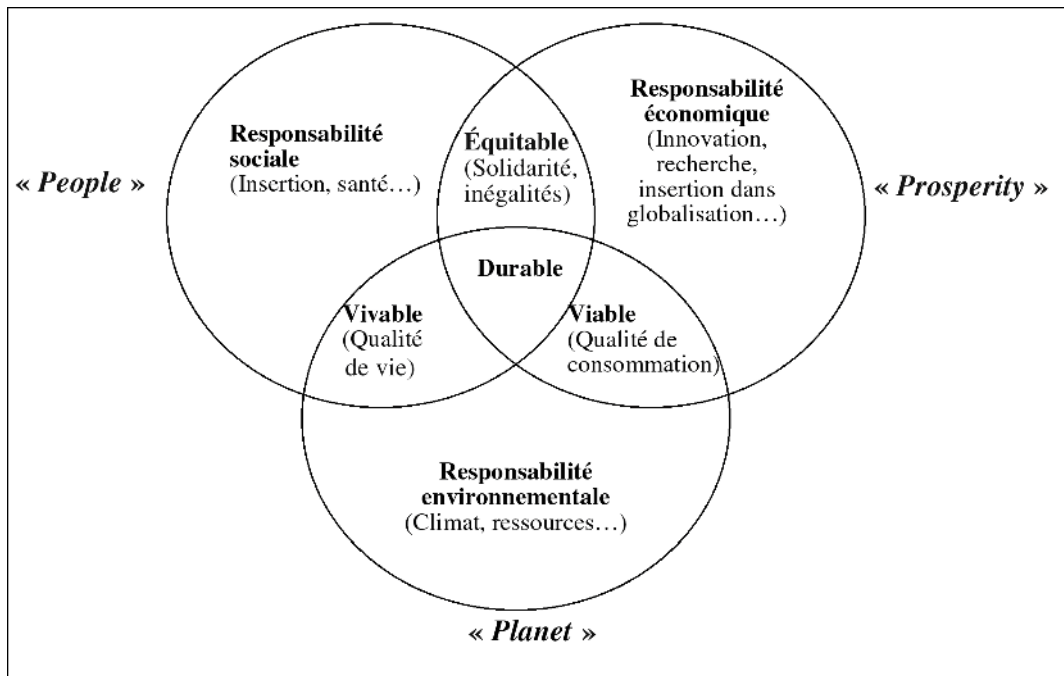 « People »
Responsabilité
sociale
(Insertion, santé…)
Équitable
(Solidarité,
inégalités)
Responsabilité
économique
(Innovation,
recherche,
insertion dans
globalisation…)
« Prosperity »
Durable
Vivable
(Qualité
de vie)
Viable
(Qualité de
consommation)
Responsabilité
environnementale
(Climat, ressources…)
« Planet »